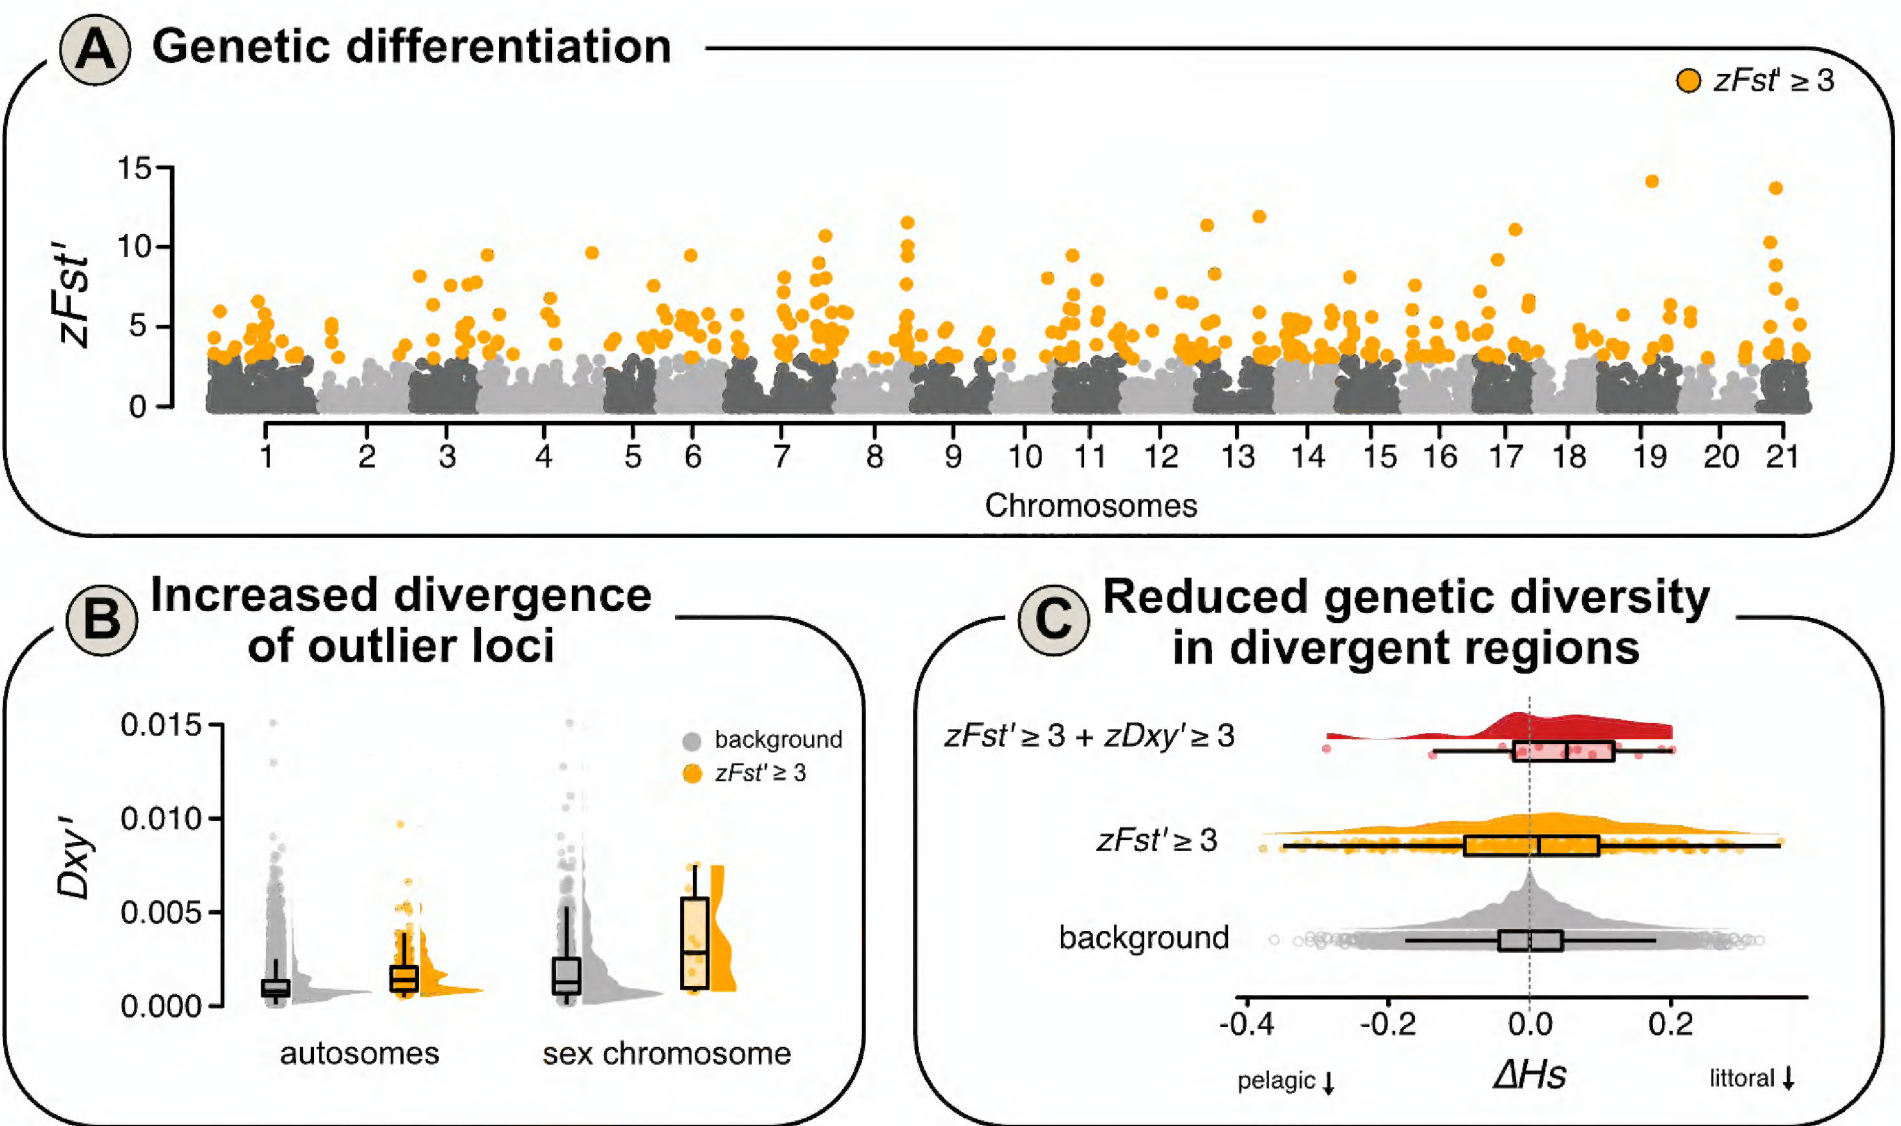 A Genetic differentiation
zFst' ≥ 3
15
10
5
0
zFst'
1 2 3 4 5 6 7 8 9 10 11 12 13 14 15 16 17 18 19 20 21
Chromosomes
B Increased divergence
of outlier loci
0.015
0.010
0.005
0.000
Dxy'
background
zFst' ≥ 3
autosomes sex chromosome
C Reduced genetic diversity
in divergent regions
zFst' ≥ 3 + zDxy' ≥ 3
zFst' ≥ 3
background
-0.4 -0.2 0.0 0.2
pelagic ↓ ΔHs littoral ↓